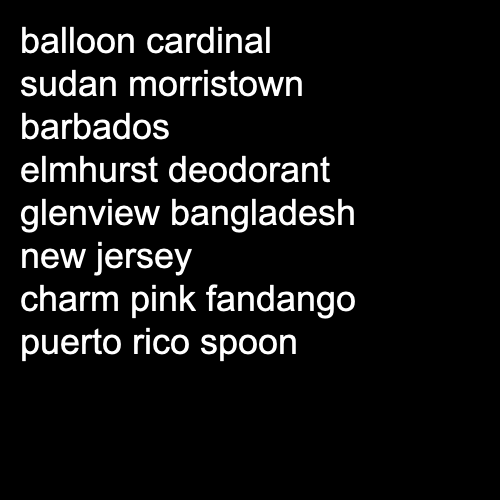 balloon cardinal
sudan morristown
barbados
elmhurst deodorant
glenview bangladesh
new jersey
charm pink fandango
puerto rico spoon